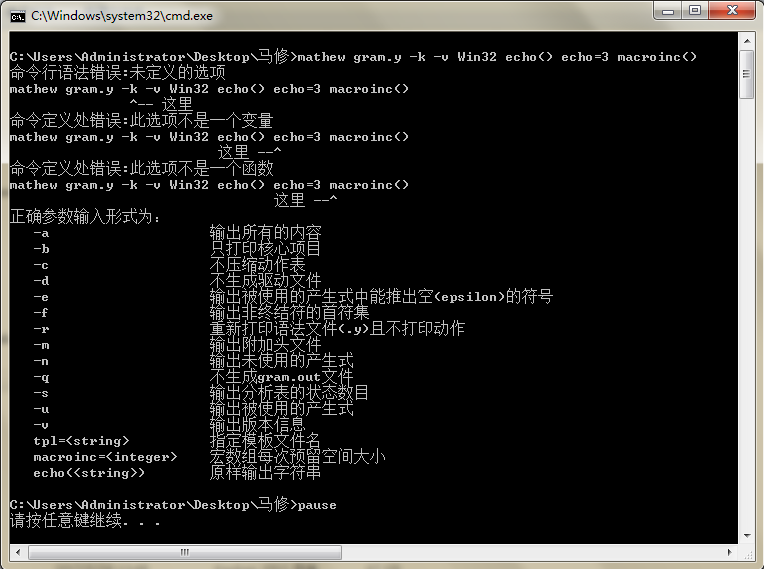 C:\Windows\system32\cmd.exe
C:\Users\Administrator\Desktop\马修>mathew gram.y -k -v Win32 echo() echo=3 macroinc()
命令行语法错误:未定义的选项
mathew gram.y -k -v Win32 echo() echo=3 macroinc()
^-- 这里
命令定义处错误:此选项不是一个变量
mathew gram.y -k -v Win32 echo() echo=3 macroinc()
这里 --^
命令定义处错误:此选项不是一个函数
mathew gram.y -k -v Win32 echo() echo=3 macroinc()
这里 --^
正确参数输入形式为:
-a 输出所有的内容
-b 只打印核心项目
-c 不压缩动作表
-d 不生成驱动文件
-e 输出被使用的产生式中能推出空(epsilon)的符号
-f 输出非终结符的首符集
-r 重新打印语法文件(.y)且不打印动作
-m 输出附加头文件
-n 输出未使用的产生式
-q 不生成gram.out文件
-s 输出分析表的状态数目
-u 输出被使用的产生式
-v 输出版本信息
tpl=<string> 指定模板文件名
macroinc=<integer> 宏数组每次预留空间大小
echo(<string>) 原样输出字符串
C:\Users\Administrator\Desktop\马修>pause
请按任意键继续. . .